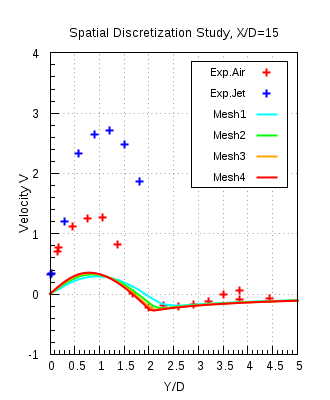 Spatial Discretization Study, X/D=15
4
3
2
1
0
-1
Velocity V
Exp.Air
Exp.Jet
Mesh1
Mesh2
Mesh3
Mesh4
0 0.5 1 1.5 2 2.5 3 3.5 4 4.5 5
Y/D